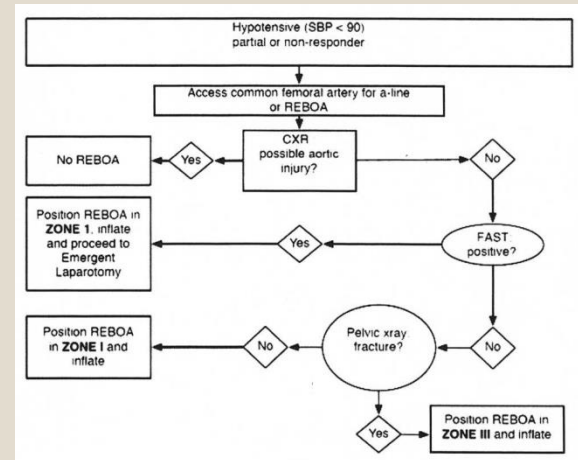 Hypotensive (SBP < 90)
partial or non-responder
Access common femoral artery for a-line
or REBOA
CXR
possible aortic
injury?
Yes
No REBOA
No
FAST
positive?
Yes
Position REBOA in
ZONE 1, inflate
and proceed to
Emergent
Laparotomy
No
Pelvic xray
fracture?
No
Position REBOA
in ZONE I and
inflate
Yes
Position REBOA in
ZONE III and inflate